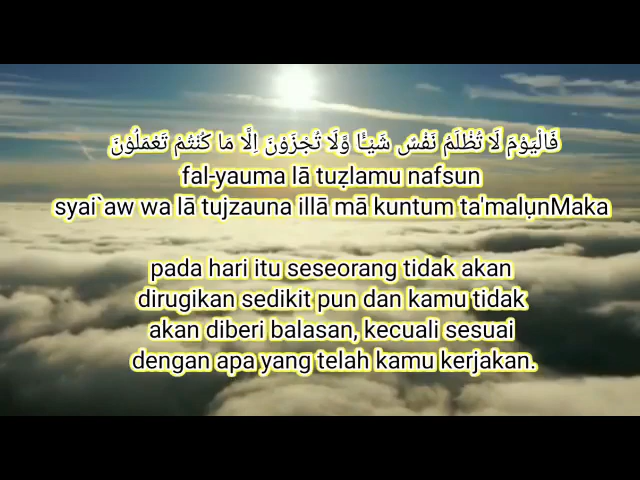 فَالْيَوْمَ لَا تُظْلَمُ نَفْسٌ شَيْـًٔا وَّلَا تُجْزَوْنَ اِلَّا مَا كُنْتُمْ تَعْمَلُوْنَ
fal-yauma lā tuẓlamu nafsun
syai`aw wa lā tujzauna illā mā kuntum ta'malụnMaka
pada hari itu seseorang tidak akan
dirugikan sedikit pun dan kamu tidak
akan diberi balasan, kecuali sesuai
dengan apa yang telah kamu kerjakan.